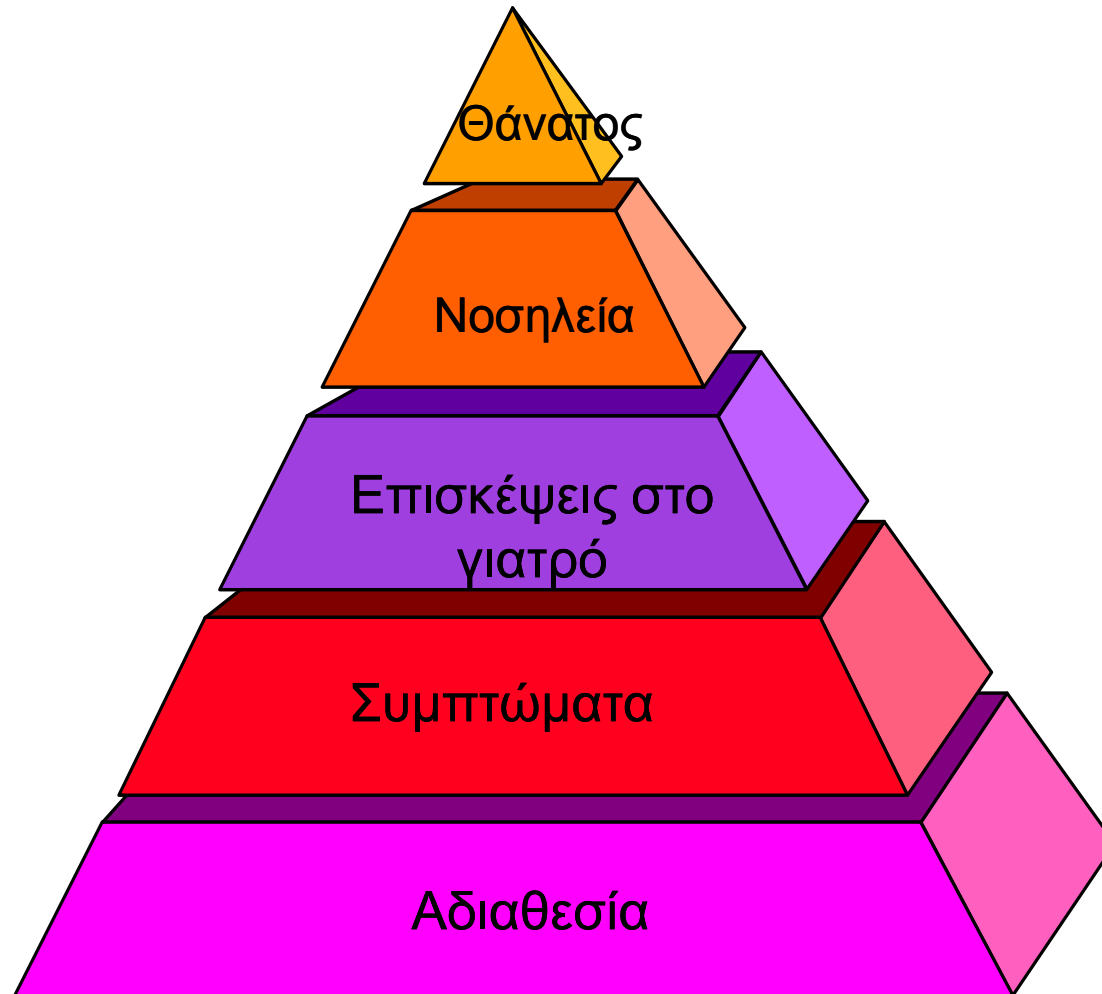 Θάνατος
Νοσηλεία
Επισκέψεις στο
γιατρό
Συμπτώματα
Αδιαθεσία